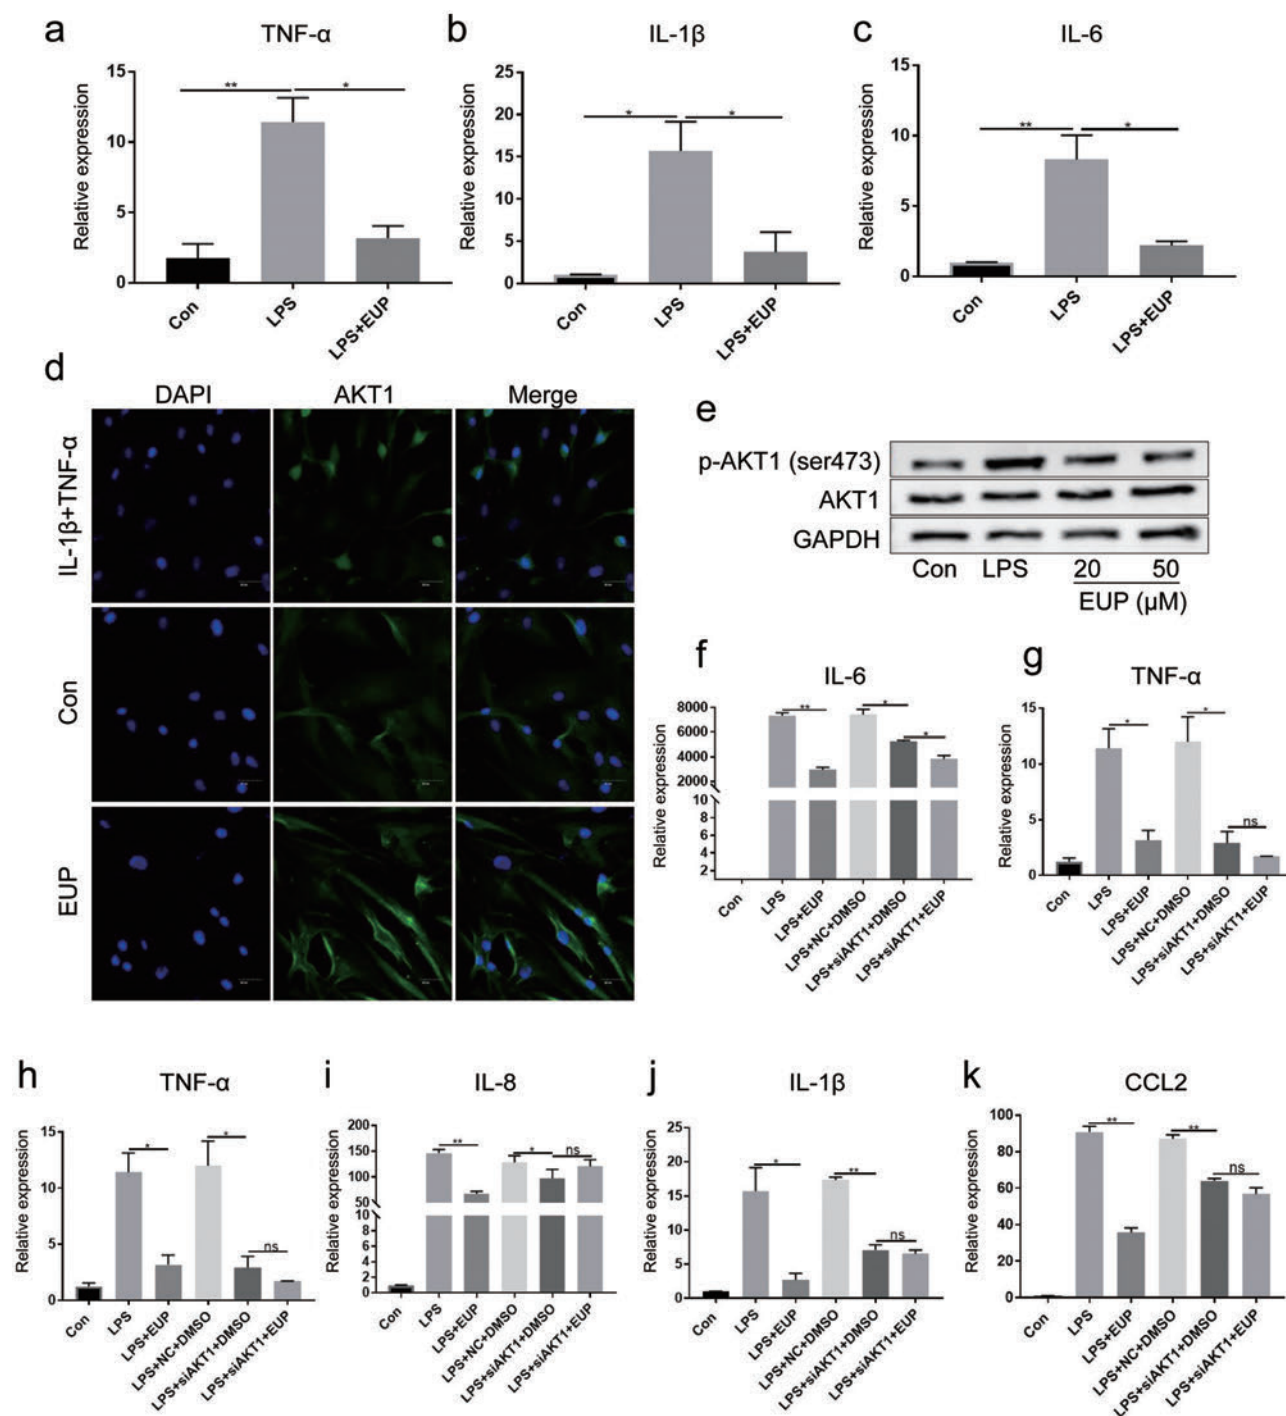 a
TNF-α
Relative expression
15
10
5
0
**
*
Con
LPS
LPS+EUP
b
IL-1β
Relative expression
25
20
15
10
5
0
*
*
Con
LPS
LPS+EUP
c
IL-6
Relative expression
15
10
5
0
**
*
Con
LPS
LPS+EUP
d
DAPI
AKT1
Merge
IL-1β+TNF-α
Con
EUP
e
p-AKT1 (ser473)
AKT1
GAPDH
Con LPS 20 50
EUP (μM)
f
IL-6
Relative expression
8000
6000
4000
2000
10
8
6
4
2
**
*
*
Con
LPS
LPS+EUP
LPS+NC+DMSO
LPS+siAKT1+DMSO
LPS+siAKT1+EUP
g
TNF-α
Relative expression
15
10
5
0
*
*
ns
Con
LPS
LPS+EUP
LPS+NC+DMSO
LPS+siAKT1+DMSO
LPS+siAKT1+EUP
h
TNF-α
Relative expression
15
10
5
0
*
*
ns
Con
LPS
LPS+EUP
LPS+NC+DMSO
LPS+siAKT1+DMSO
LPS+siAKT1+EUP
i
IL-8
Relative expression
200
150
100
50
10
8
6
4
2
0
**
*
ns
Con
LPS
LPS+EUP
LPS+NC+DMSO
LPS+siAKT1+DMSO
LPS+siAKT1+EUP
j
IL-1β
Relative expression
25
20
15
10
5
0
*
**
ns
Con
LPS
LPS+EUP
LPS+NC+DMSO
LPS+siAKT1+DMSO
LPS+siAKT1+EUP
k
CCL2
Relative expression
100
80
60
40
20
0
**
**
ns
Con
LPS
LPS+EUP
LPS+NC+DMSO
LPS+siAKT1+DMSO
LPS+siAKT1+EUP